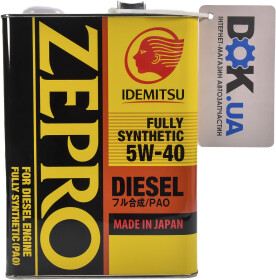 ZEPRO
FOR DIESEL ENGINE
FULLY SYNTHETIC (PAO)
IDEMITSU
FULLY
SYNTHETIC
5W-40
DIESEL
フル合成/PAO
MADE IN JAPAN
DOK.UA
ІНТЕРНЕТ-МАГАЗИН АВТОЗАПЧАСТИН